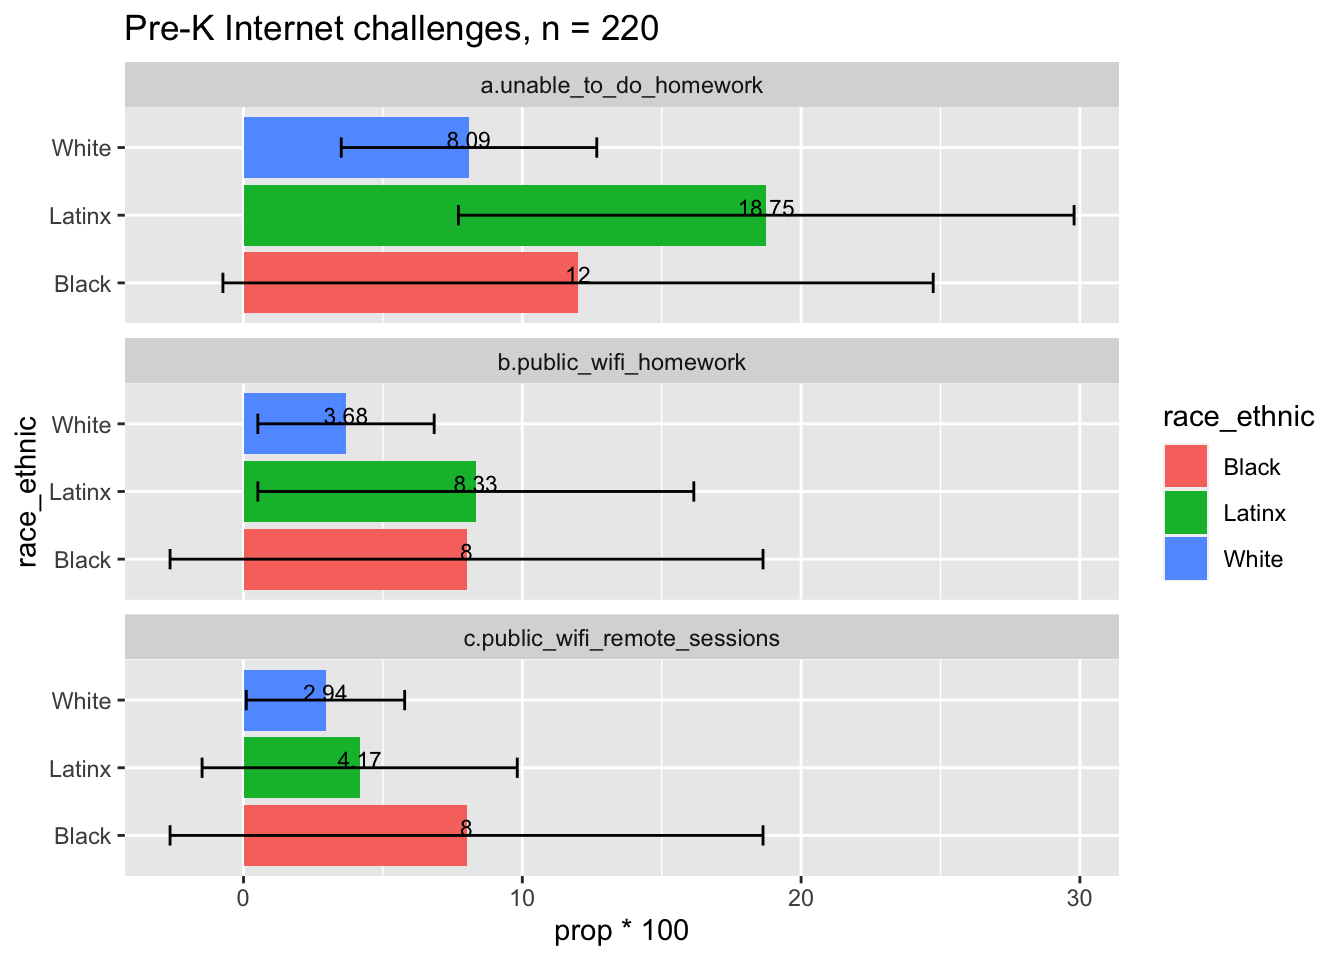 Pre-K Internet challenges, n = 220
a.unable_to_do_homework
White
8.09
Latinx
18.75
Black
12
b.public_wifi_homework
White
3.68
Latinx
8.33
Black
8
c.public_wifi_remote_sessions
White
2.94
Latinx
4.17
Black
8
0
10
20
30
prop * 100
race_ethnic
race_ethnic
Black
Latinx
White